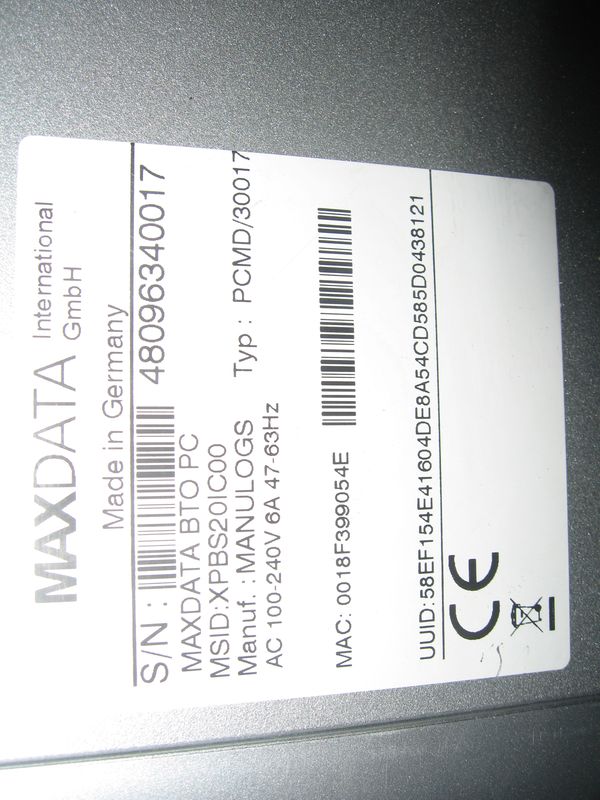 MAXDATA International
GmbH
Made in Germany
S/N : 48096340017
MAXDATA BTO PC
MSID:XPBS20IC00
Manuf. :MANULOGS Typ : PCMD/30017
AC 100-240V 6A 47-63Hz
MAC: 0018F399054E
UUID:58EF154E41604DE8A54CD585D0438121
CE